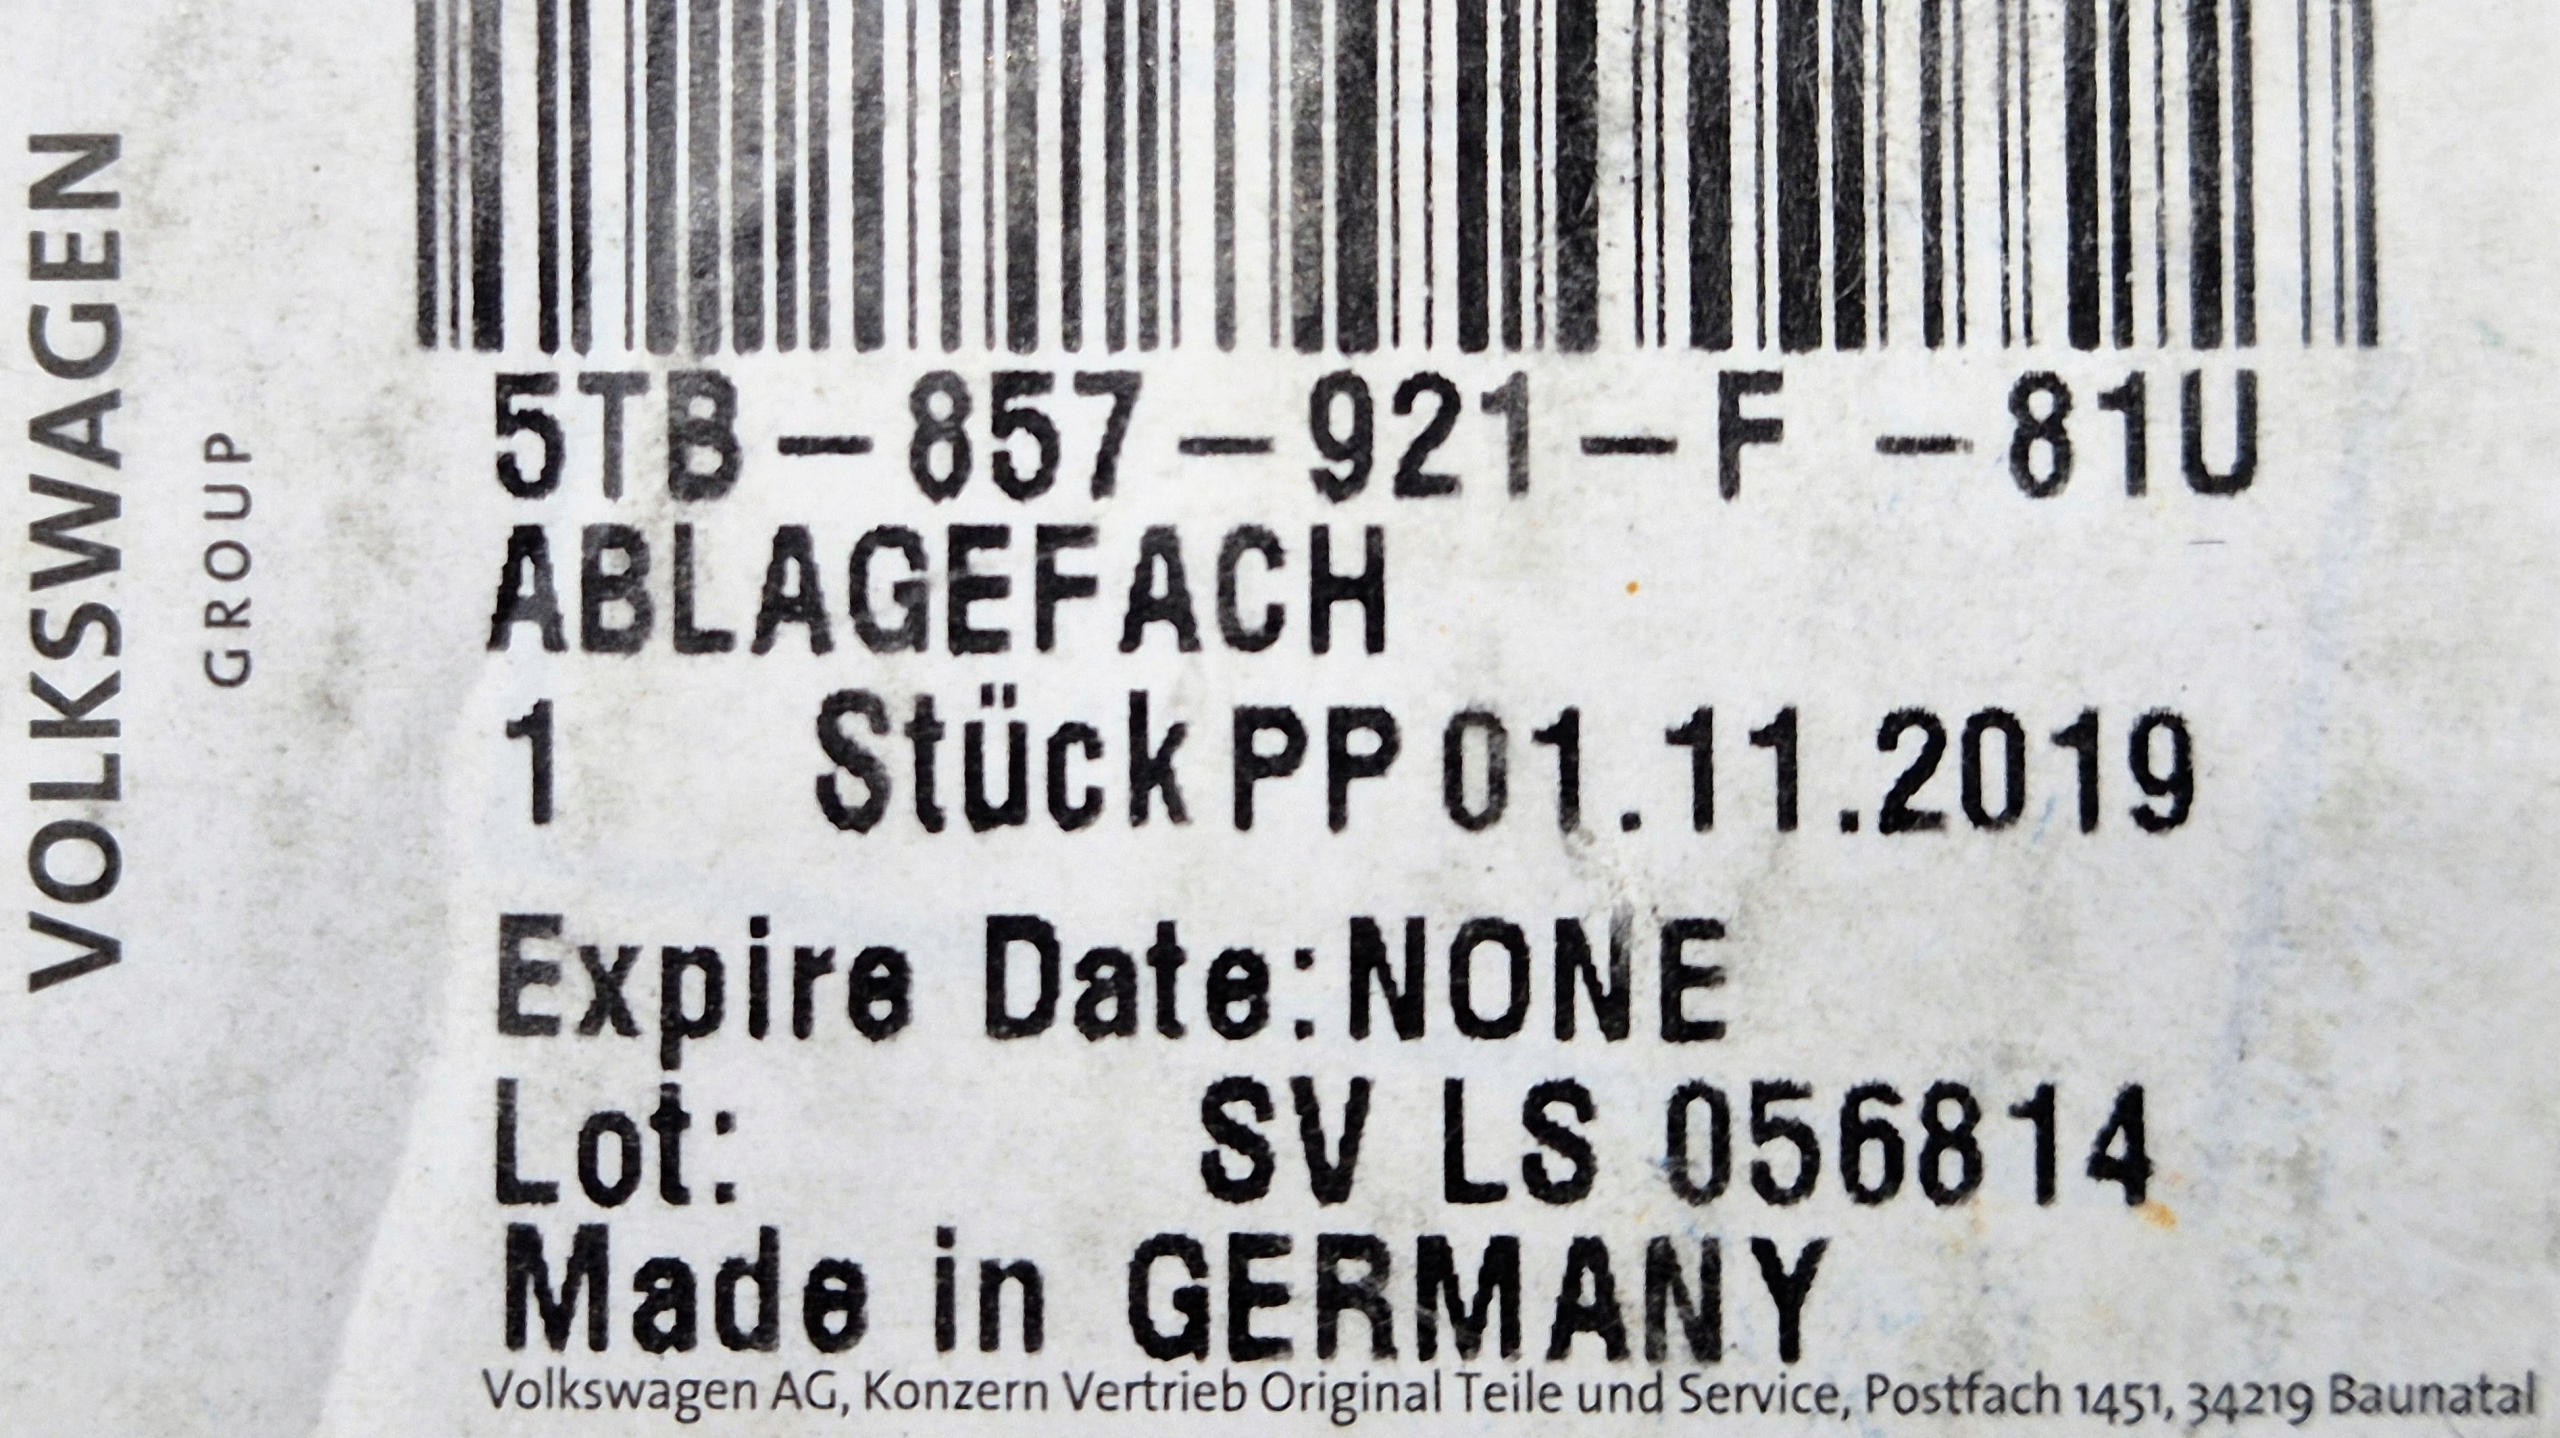 VOLKSWAGEN
GROUP
5TB-857-921-F -81U
ABLAGEFACH
1 Stück PP 01.11.2019
Expire Date:NONE
Lot: SV LS 056814
Made in GERMANY
Volkswagen AG, Konzern Vertrieb Original Teile und Service, Postfach 1451, 34219 Baunatal